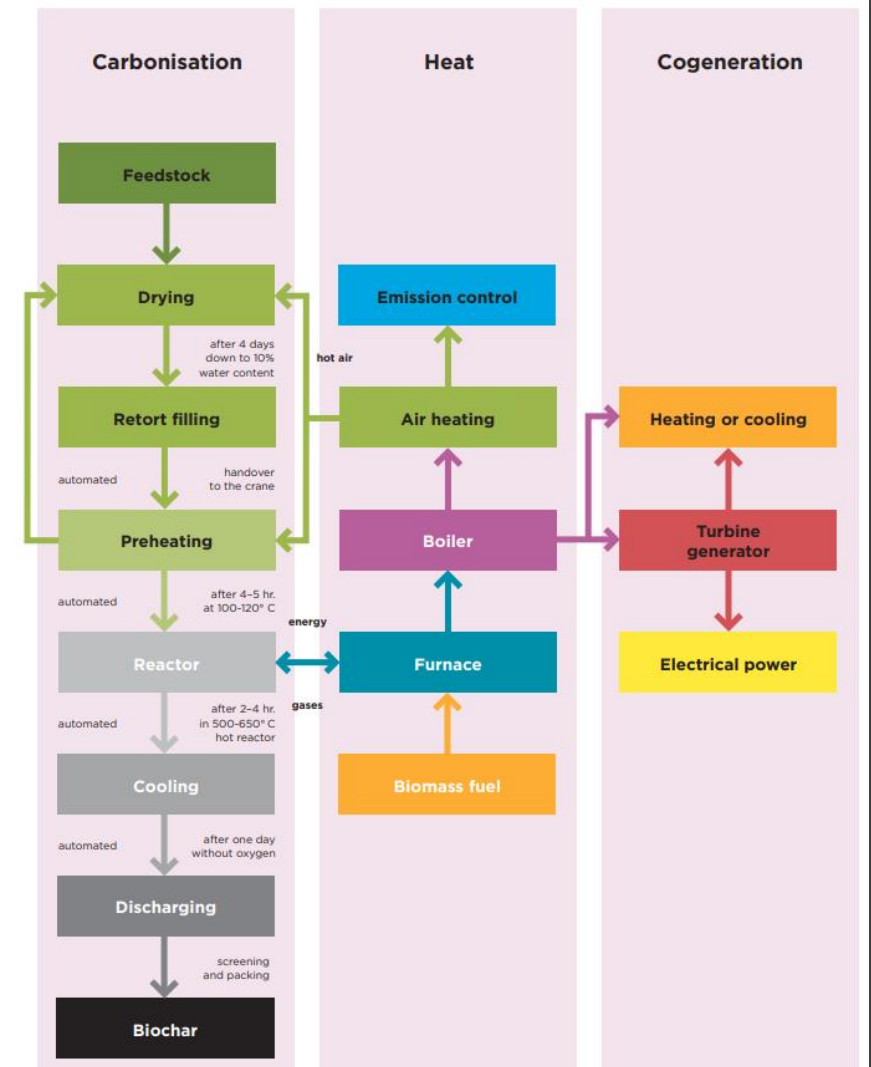 Carbonisation
Heat
Cogeneration
Feedstock
Drying
Emission control
after 4 days
down to 10%
water content
hot air
Retort filling
Air heating
Heating or cooling
automated
handover
to the crane
Preheating
Boiler
Turbine
generator
automated
after 4–5 hr.
at 100-120° C
energy
Reactor
Furnace
Electrical power
gases
automated
after 2–4 hr.
in 500-650° C
hot reactor
Cooling
Biomass fuel
automated
after one day
without oxygen
Discharging
screening
and packing
Biochar